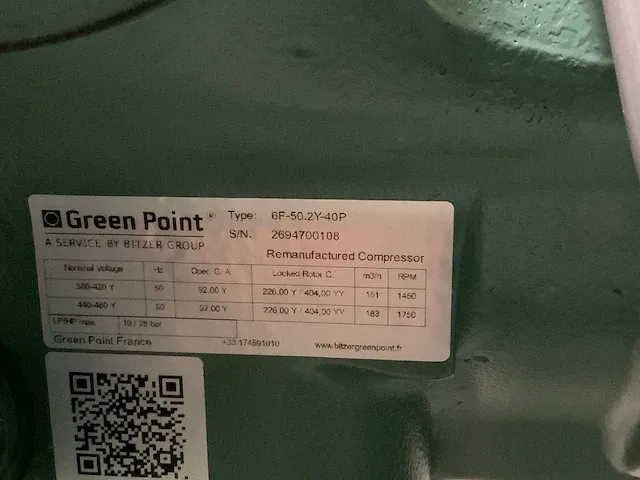 Green Point®
A SERVICE BY BITZER GROUP
Type: 6F-50.2Y-40P
S/N. 2694700108
Remanufactured Compressor
Nominal Voltage Hz Oper. C. A Locked Rotor C. m3/h RPM
380-420 Y 50 92.00 Y 226.00 Y / 404,00 YY 151 1450
440-480 Y 60 92.00 Y 226.00 Y / 404,00 YY 183 1750
LP/HP max. 19 / 28 bar
Green Point France +33 174691010 www.bitzergreenpoint.fr